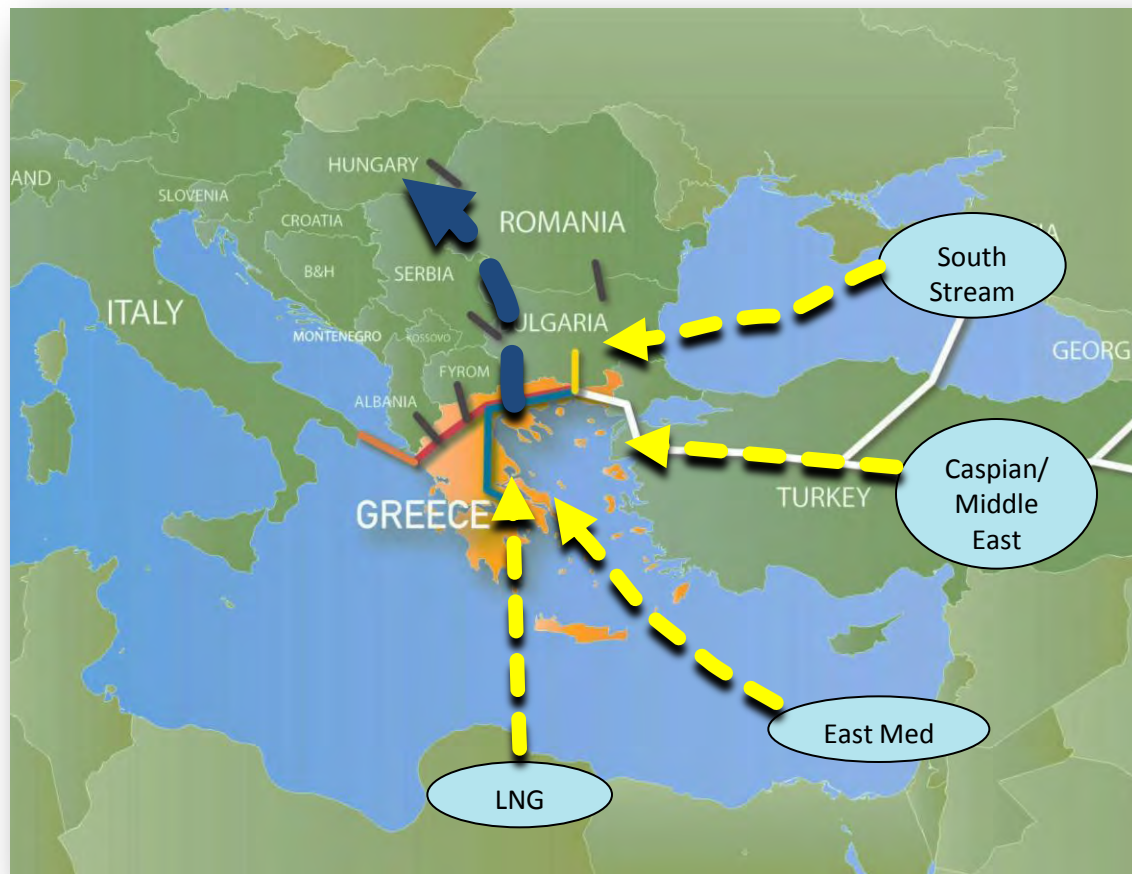 HUNGARY
AND
SLOVENIA
CROATIA
ROMANIA
B&H
SERBIA
ITALY
MONTENEGRO
KOSSOVO
ULGARIA
FYROM
ALBANIA
GREECE
TURKEY
GEORG
South
Stream
Caspian/
Middle
East
East Med
LNG